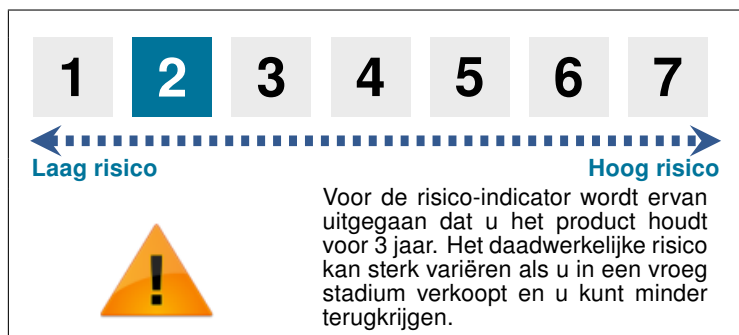 1 2 3 4 5 6 7
Laag risico Hoog risico
Voor de risico-indicator wordt ervan
uitgegaan dat u het product houdt
voor 3 jaar. Het daadwerkelijke risico
kan sterk variëren als u in een vroeg
stadium verkoopt en u kunt minder
terugkrijgen.